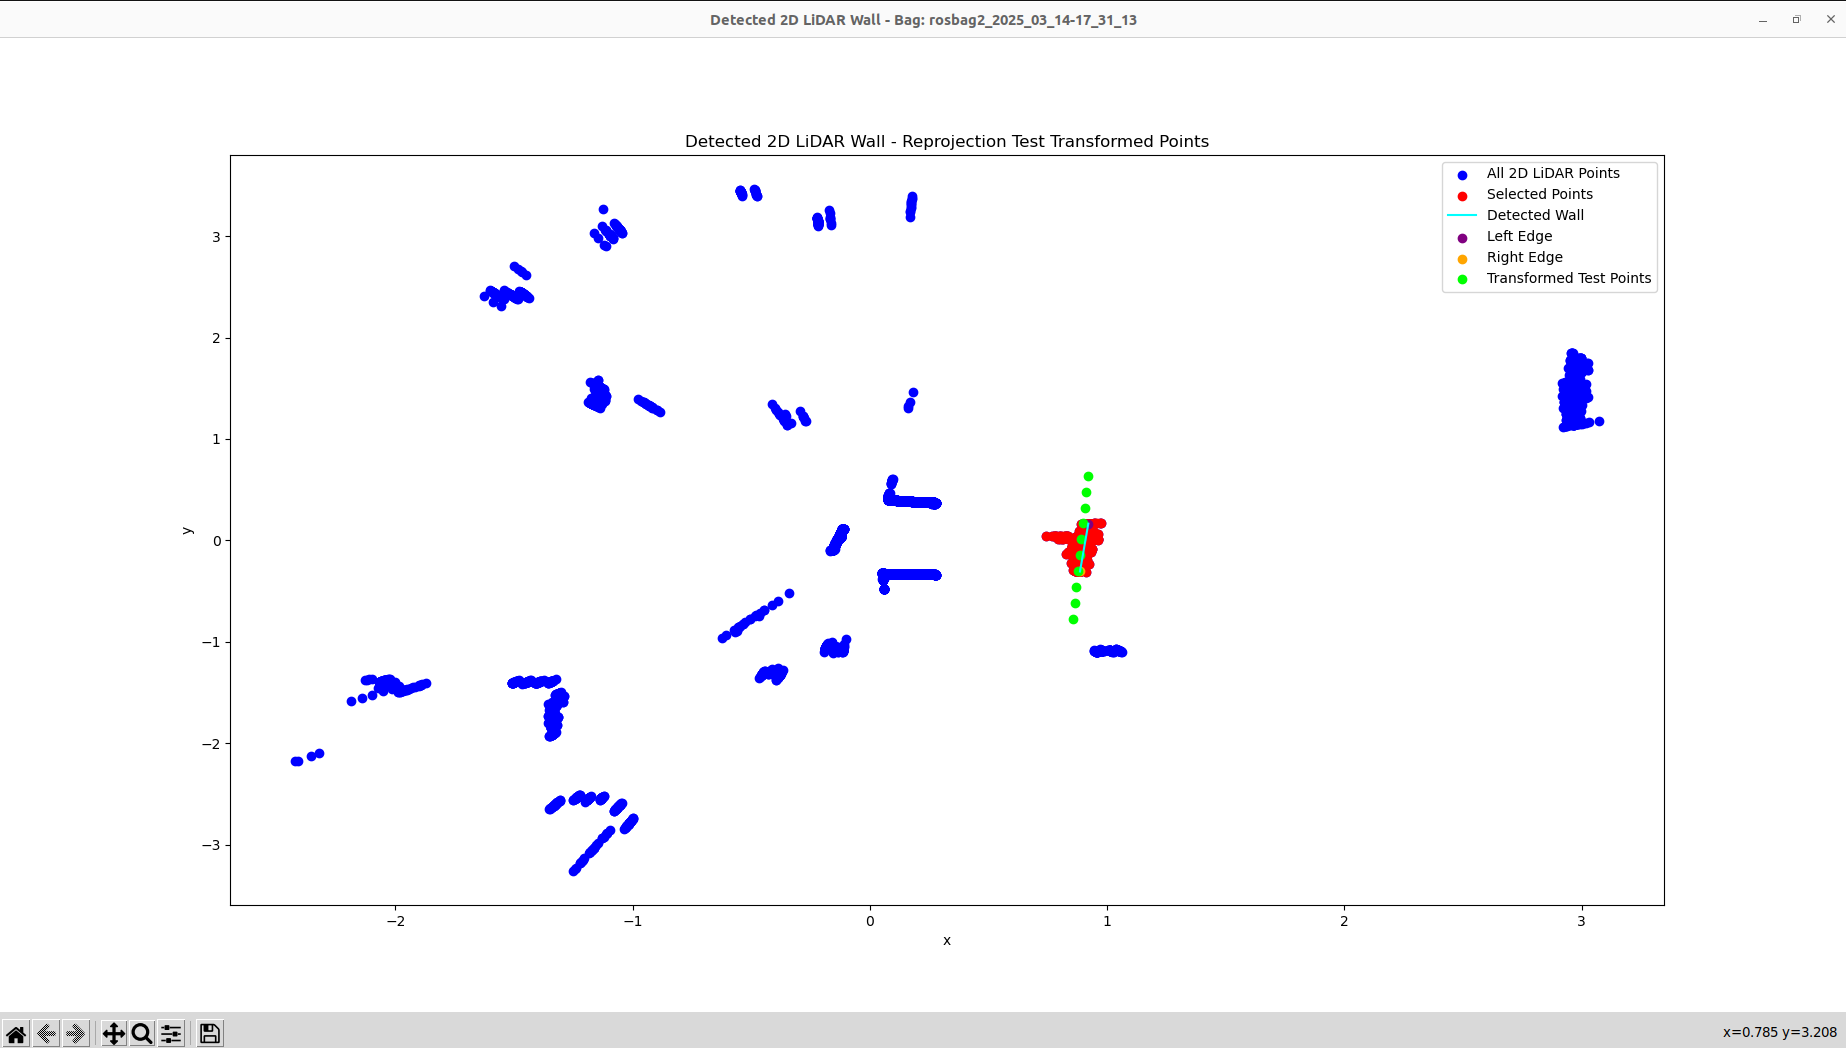 Detected 2D LiDAR Wall - Bag: rosbag2_2025_03_14-17_31_13
Detected 2D LiDAR Wall - Reprojection Test Transformed Points
All 2D LiDAR Points
Selected Points
Detected Wall
Left Edge
Right Edge
Transformed Test Points
3
2
1
0
−1
−2
−3
y
−2
−1
0
1
2
3
x
x=0.785 y=3.208